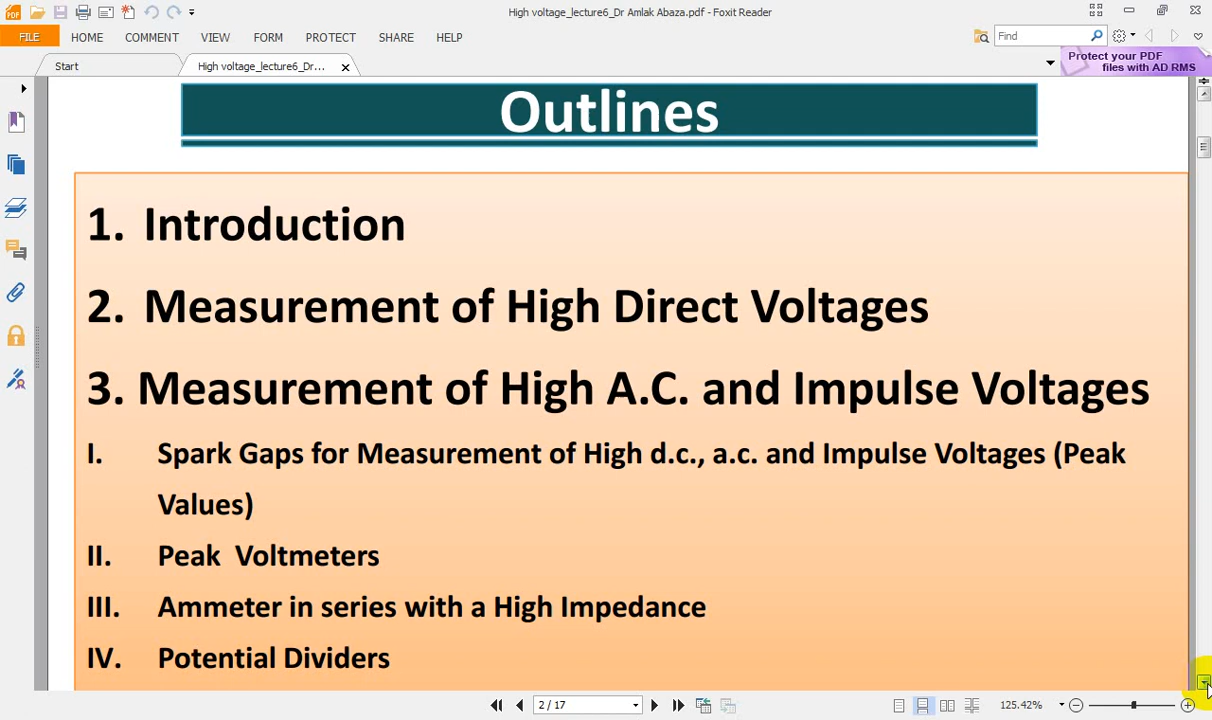 High voltage_lecture6_Dr Amlak Abaza.pdf - Foxit Reader
FILE HOME COMMENT VIEW FORM PROTECT SHARE HELP
Find
Start
High voltage_lecture6_Dr...
Protect your PDF
files with AD RMS
Outlines
1. Introduction
2. Measurement of High Direct Voltages
3. Measurement of High A.C. and Impulse Voltages
I. Spark Gaps for Measurement of High d.c., a.c. and Impulse Voltages (Peak
Values)
II. Peak Voltmeters
III. Ammeter in series with a High Impedance
IV. Potential Dividers
2 / 17
125.42%